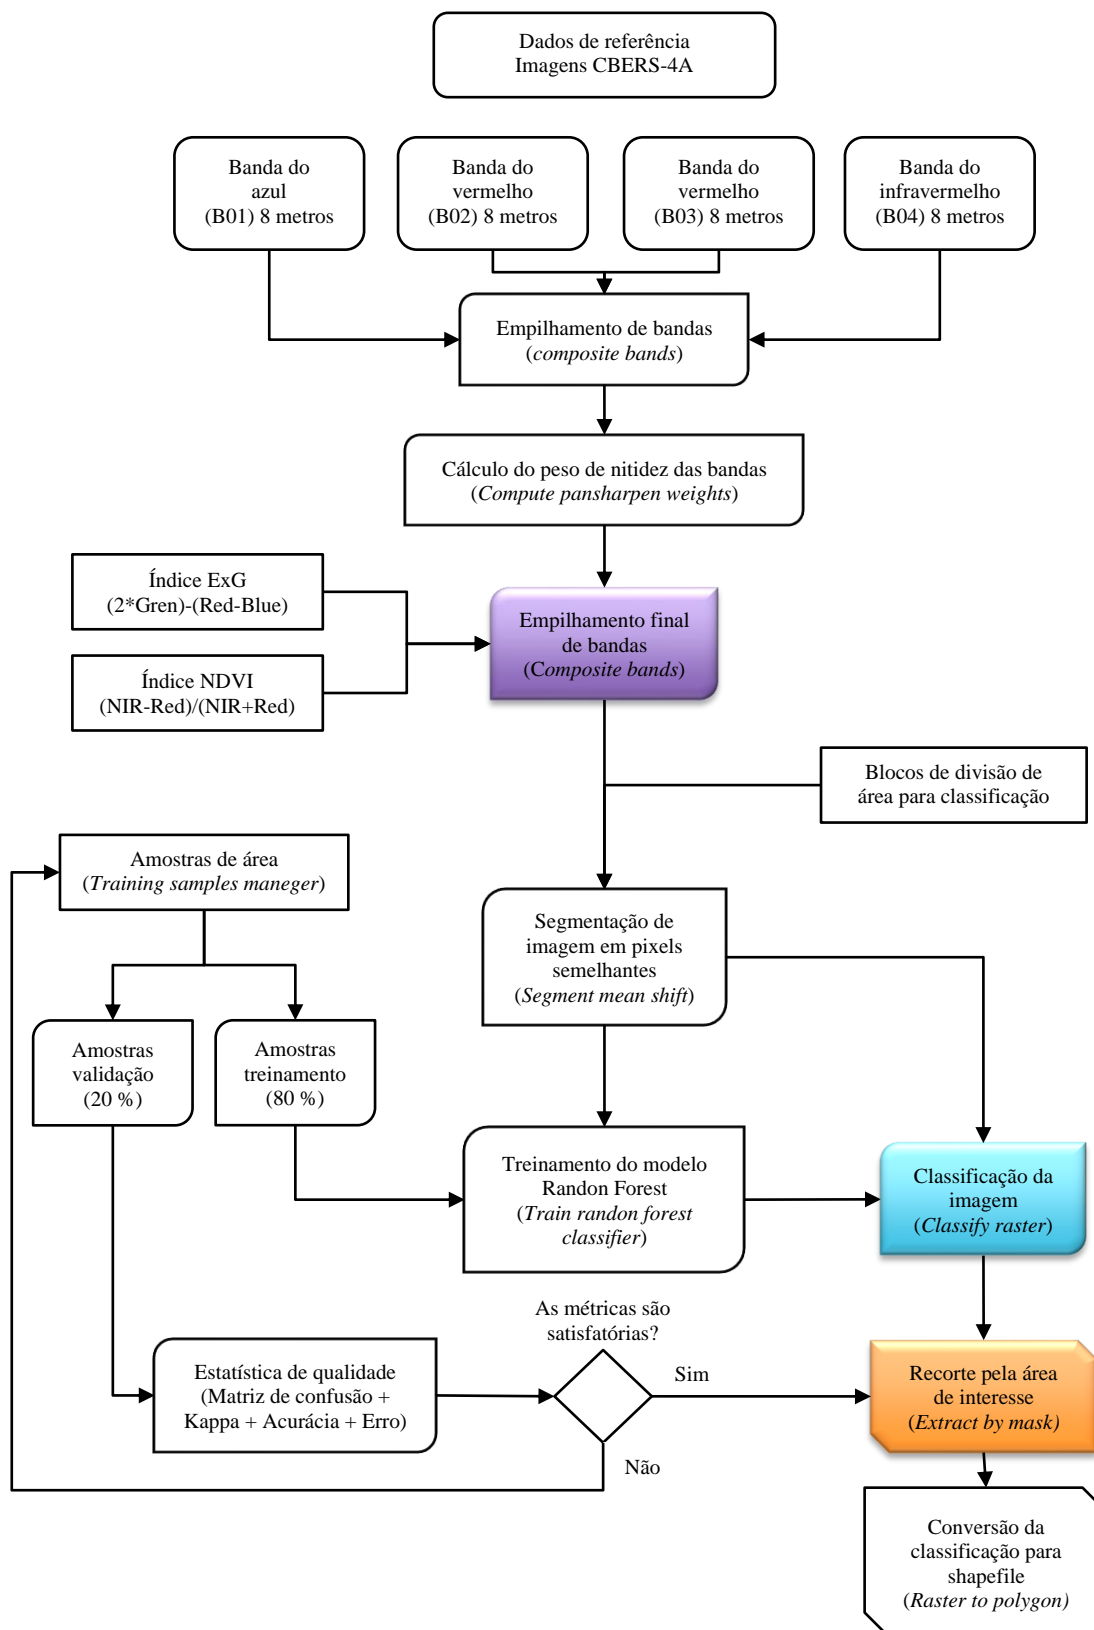 Dados de referência
Imagens CBERS-4A
Banda do
azul
(B01) 8 metros
Banda do
vermelho
(B02) 8 metros
Banda do
vermelho
(B03) 8 metros
Banda do
infravermelho
(B04) 8 metros
Empilhamento de bandas
(composite bands)
Cálculo do peso de nitidez das bandas
(Compute pansharpen weights)
Índice ExG
(2*Gren)-(Red-Blue)
Índice NDVI
(NIR-Red)/(NIR+Red)
Empilhamento final
de bandas
(Composite bands)
Blocos de divisão de
área para classificação
Amostras de área
(Training samples maneger)
Segmentação de
imagem em pixels
semelhantes
(Segment mean shift)
Amostras
validação
(20 %)
Amostras
treinamento
(80 %)
Treinamento do modelo
Randon Forest
(Train randon forest
classifier)
Classificação da
imagem
(Classify raster)
As métricas são
satisfatórias?
Estatística de qualidade
(Matriz de confusão +
Kappa + Acurácia + Erro)
Sim
Não
Recorte pela área
de interesse
(Extract by mask)
Conversão da
classificação para
shapefile
(Raster to polygon)